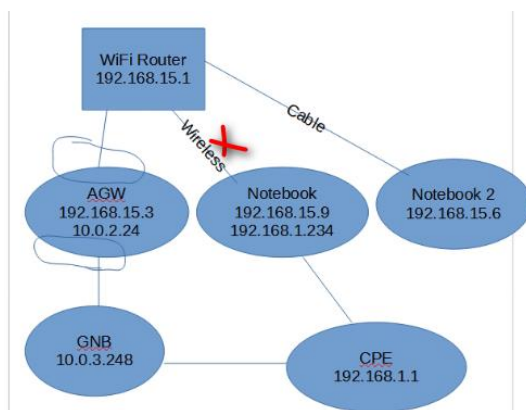 WiFi Router
192.168.15.1
Cable
Wireless
AGW
192.168.15.3
10.0.2.24
Notebook
192.168.15.9
192.168.1.234
Notebook 2
192.168.15.6
GNB
10.0.3.248
CPE
192.168.1.1